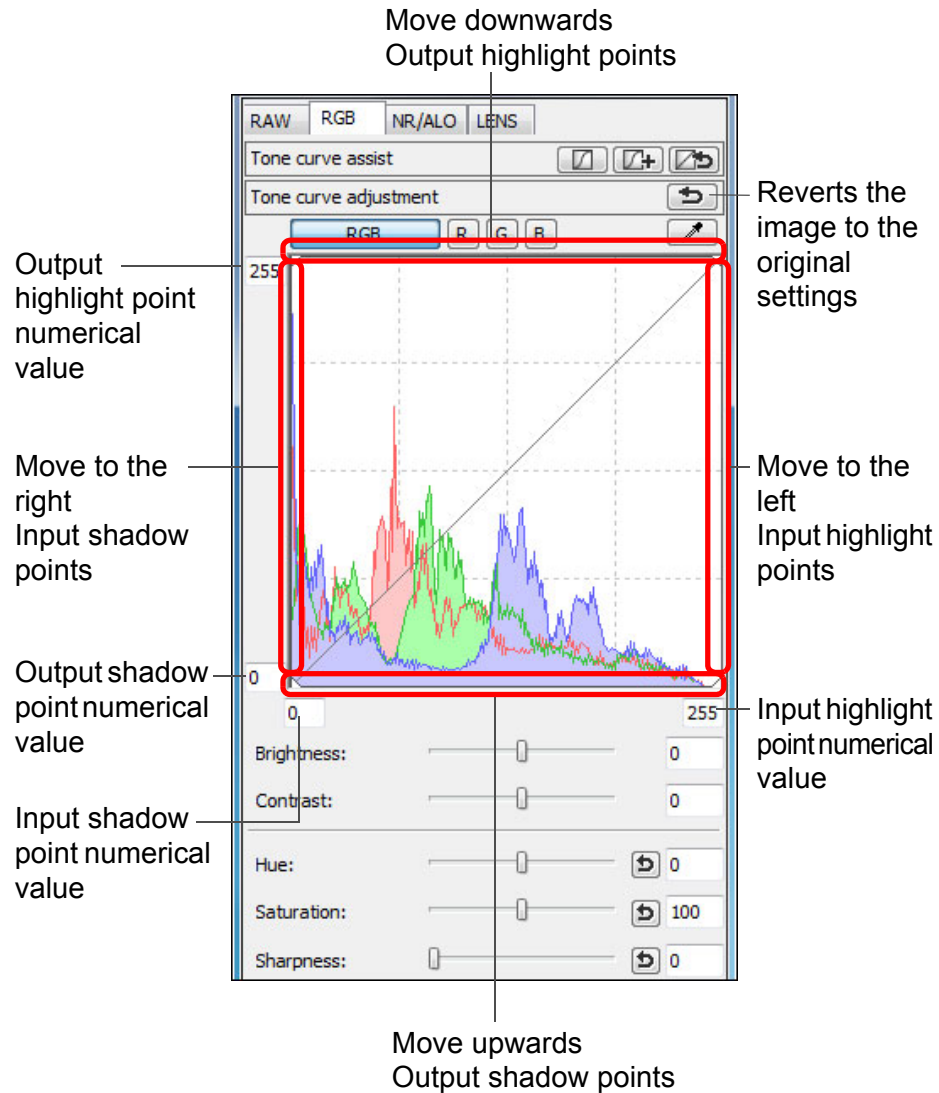 Move downwards
Output highlight points
RAW RGB NR/ALO LENS
Tone curve assist
Tone curve adjustment
RGB R G B
Reverts the
image to the
original
settings
Output
highlight point
numerical
value
255
Move to the
right
Input shadow
points
Move to the
left
Input highlight
points
Output shadow
point numerical
value
0
0
255
Input highlight
point numerical
value
Input shadow
point numerical
value
Brightness: 0
Contrast: 0
Hue: 0
Saturation: 100
Sharpness: 0
Move upwards
Output shadow points